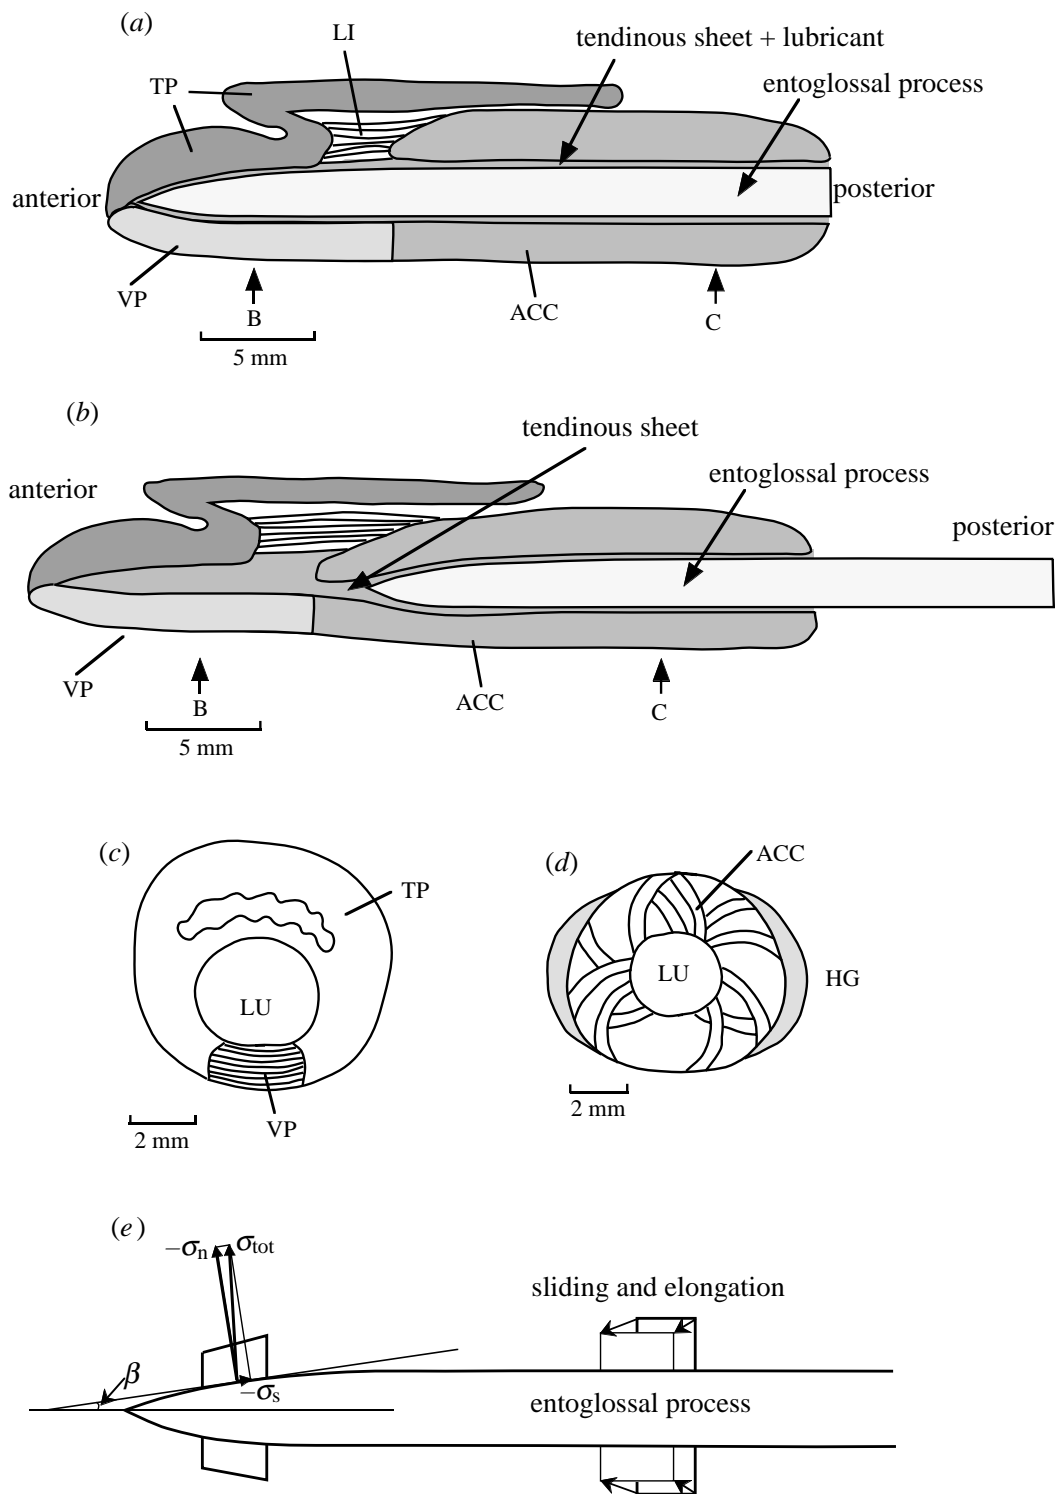 (a)
LI
tendinous sheet + lubricant
TP
entoglossal process
anterior
posterior
VP
B
ACC
C
5 mm
(b)
tendinous sheet
anterior
entoglossal process
posterior
VP
B
ACC
C
5 mm
(c)
TP
LU
VP
2 mm
(d)
ACC
LU
HG
2 mm
(e)
−σn
σtot
sliding and elongation
β
−σs
entoglossal process